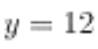 y = 12